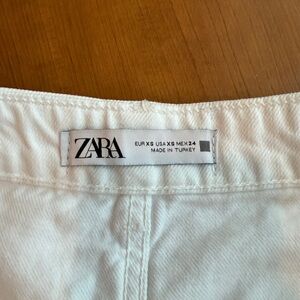 ZARA
EUR XS USA XS MEX 24
MADE IN TURKEY